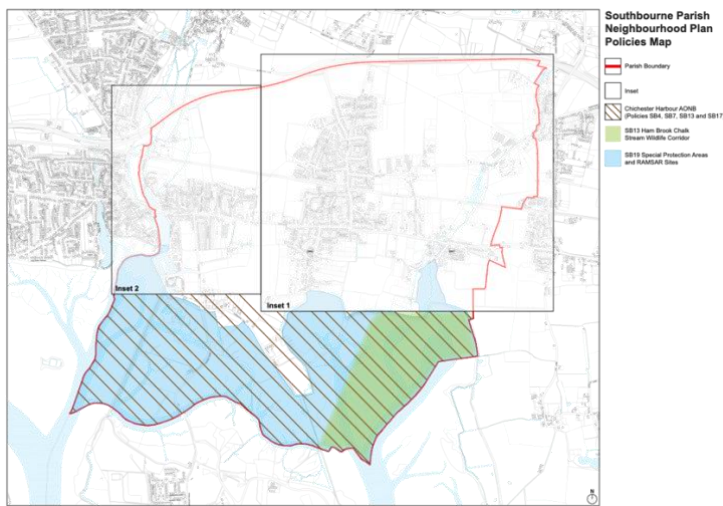 Southbourne Parish
Neighbourhood Plan
Policies Map
Parish Boundary
Inset
Chichester Harbour AONB
(Policies SB4, SB7, SB13 and SB17)
SB13 Ham Brook Chalk
Stream Wildlife Corridor
SB19 Special Protection Areas
and RAMSAR Sites
Inset 2
Inset 1
N